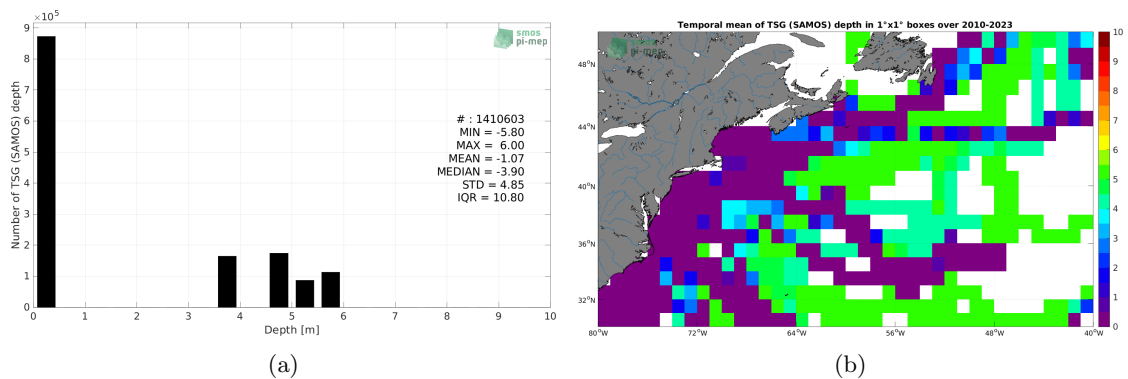 ×10⁵
9
8
7
6
5
4
3
2
1
0
Number of TSG (SAMOS) depth
smos
pi-mep
# : 1410603
MIN = -5.80
MAX = 6.00
MEAN = -1.07
MEDIAN = -3.90
STD = 4.85
IQR = 10.80
0 1 2 3 4 5 6 7 8 9 10
Depth [m]
(a)
Temporal mean of TSG (SAMOS) depth in 1°x1° boxes over 2010-2023
smos
pi-mep
48°N
44°N
40°N
36°N
32°N
80°W 72°W 64°W 56°W 48°W 40°W
10
9
8
7
6
5
4
3
2
1
0
(b)